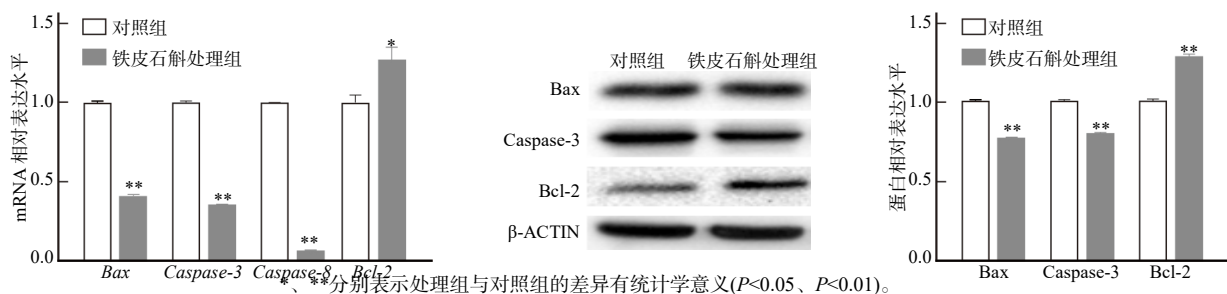 1.5
1.0
0.5
0.0
mRNA 相对表达水平
对照组
铁皮石斛处理组
**
**
**
*
Bax
Caspase-3
Caspase-8
Bcl-2
对照组 铁皮石斛处理组
Bax
Caspase-3
Bcl-2
β-ACTIN
1.5
1.0
0.5
0.0
蛋白相对表达水平
对照组
铁皮石斛处理组
**
**
**
Bax
Caspase-3
Bcl-2
*、**分别表示处理组与对照组的差异有统计学意义(P<0.05、P<0.01)。